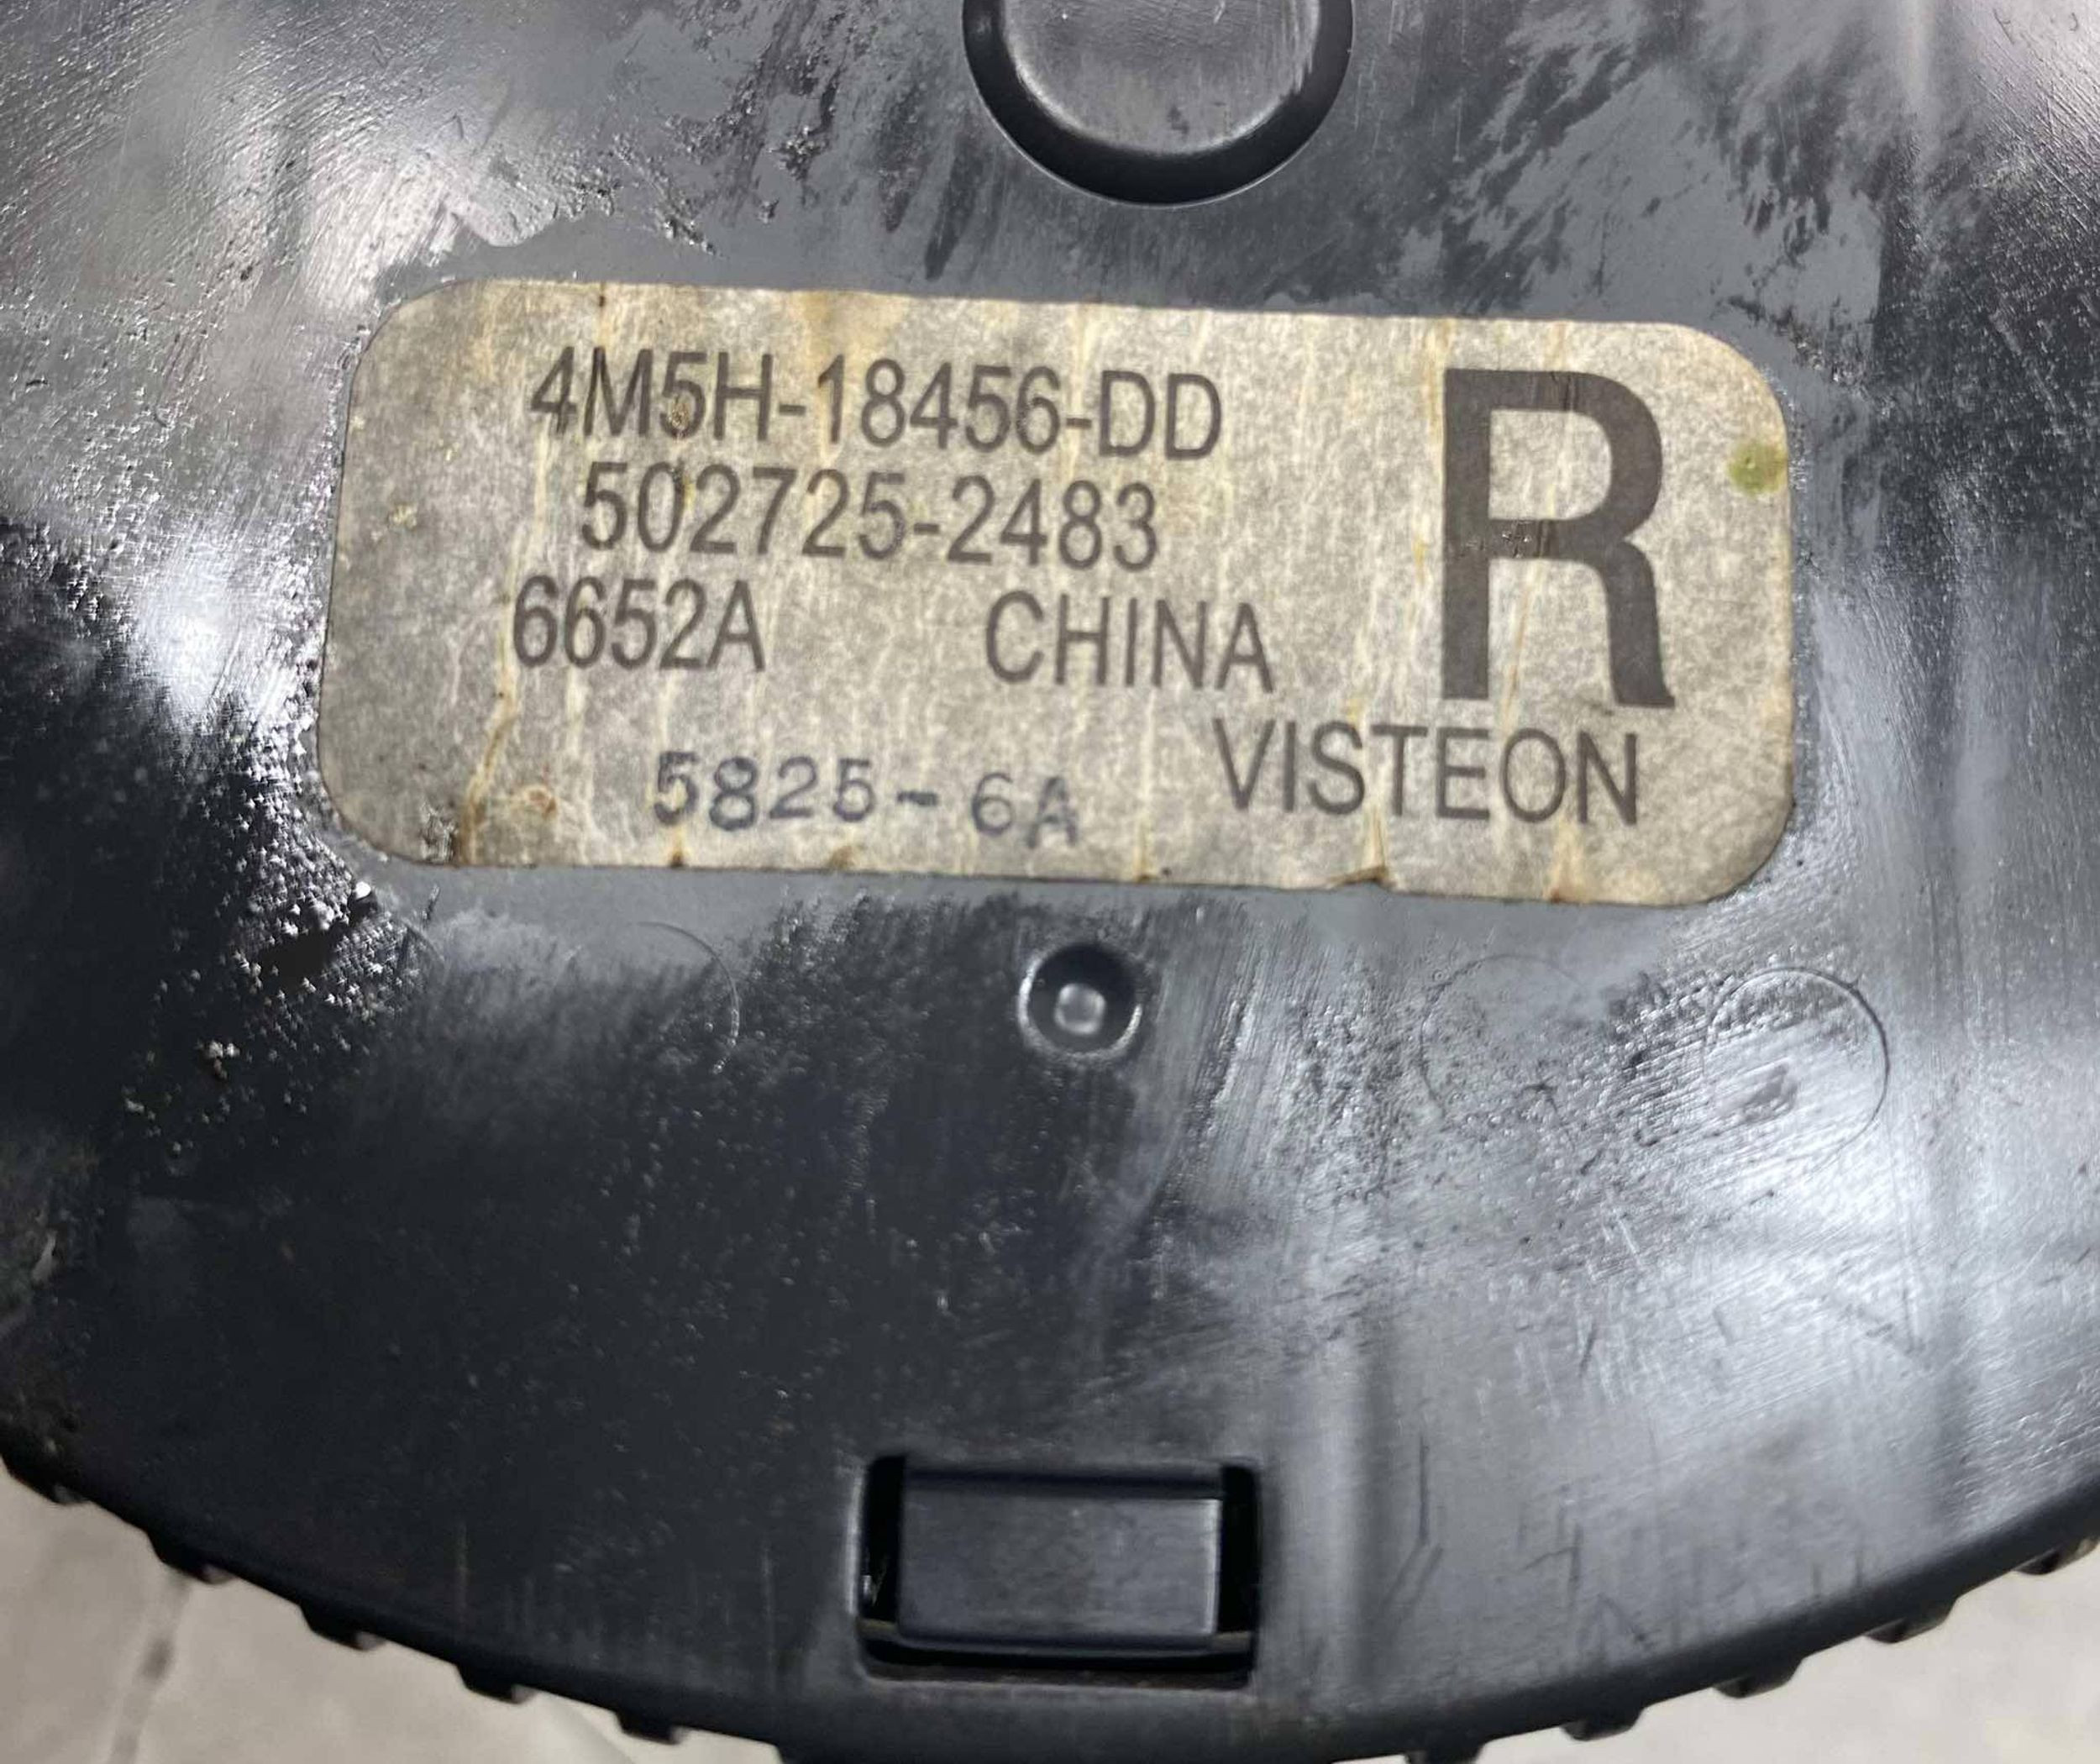 4M5H-18456-DD
502725-2483
6652A CHINA
R
VISTEON
5825-6A